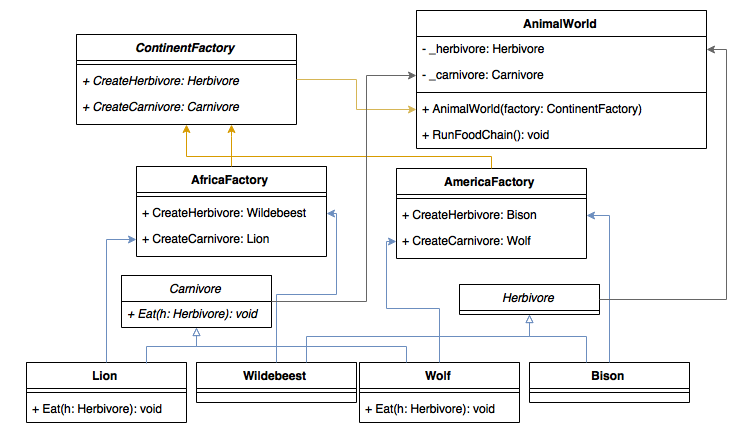 AnimalWorld
- _herbivore: Herbivore
- _carnivore: Carnivore
+ AnimalWorld(factory: ContinentFactory)
+ RunFoodChain(): void
ContinentFactory
+ CreateHerbivore: Herbivore
+ CreateCarnivore: Carnivore
AfricaFactory
+ CreateHerbivore: Wildebeest
+ CreateCarnivore: Lion
AmericaFactory
+ CreateHerbivore: Bison
+ CreateCarnivore: Wolf
Carnivore
+ Eat(h: Herbivore): void
Herbivore
Lion
+ Eat(h: Herbivore): void
Wildebeest
Wolf
+ Eat(h: Herbivore): void
Bison